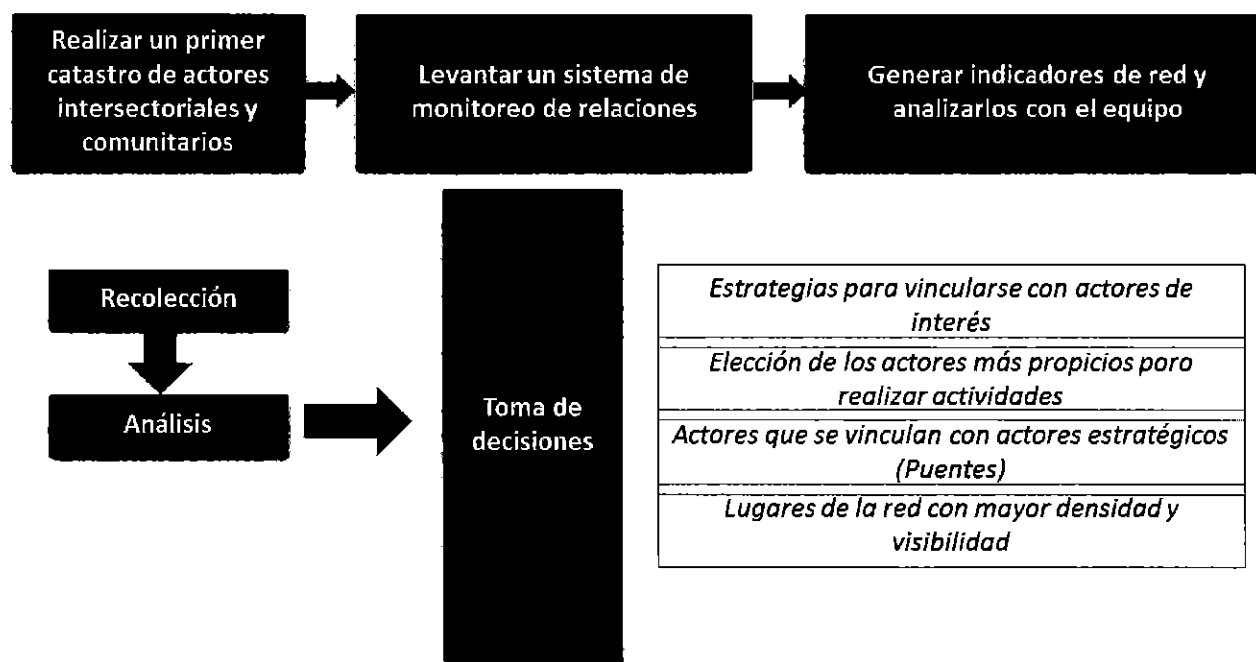 Realizar un primer
catastro de actores
intersectoriales y
comunitarios
Levantar un sistema de
monitoreo de relaciones
Generar indicadores de red y
analizarlos con el equipo
Recolección
Análisis
Toma de
decisiones
Estrategias para vincularse con actores de
interés
Elección de los actores más propicios poro
realizar actividades
Actores que se vinculan con actores estratégicos
(Puentes)
Lugares de la red con mayor densidad y
visibilidad